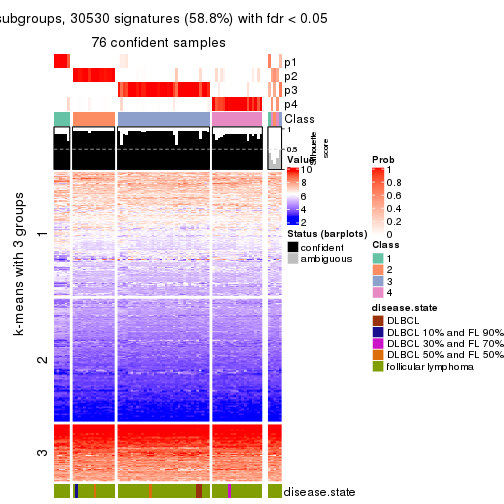 subgroups, 30530 signatures (58.8%) with fdr < 0.05
76 confident samples
p1
p2
p3
p4
Class
1
0.5
0
Silhouette
score
k-means with 3 groups
1
2
3
disease.state
Value
10
8
6
4
2
Status (barplots)
confident
ambiguous
Prob
1
0.8
0.6
0.4
0.2
0
Class
1
2
3
4
disease.state
DLBCL
DLBCL 10% and FL 90%
DLBCL 30% and FL 70%
DLBCL 50% and FL 50%
follicular lymphoma